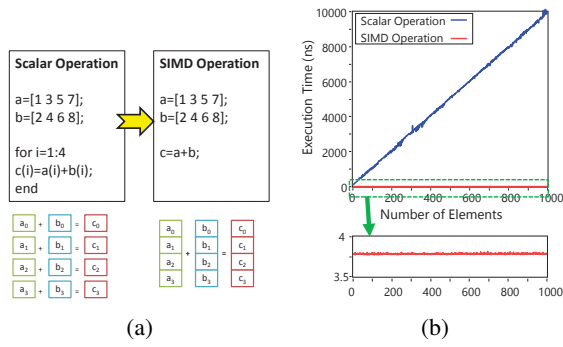 Scalar Operation
a=[1 3 5 7];
b=[2 4 6 8];
for i=1:4
c(i)=a(i)+b(i);
end
SIMD Operation
a=[1 3 5 7];
b=[2 4 6 8];
c=a+b;
a0 + b0 = c0
a1 + b1 = c1
a2 + b2 = c2
a3 + b3 = c3
a0 b0 c0
a1 b1 c1
+ =
a2 b2 c2
a3 b3 c3
(a)
Scalar Operation
SIMD Operation
Execution Time (ns)
10000
8000
6000
4000
2000
0
0 200 400 600 800 1000
Number of Elements
4
3.5
0 200 400 600 800 1000
(b)